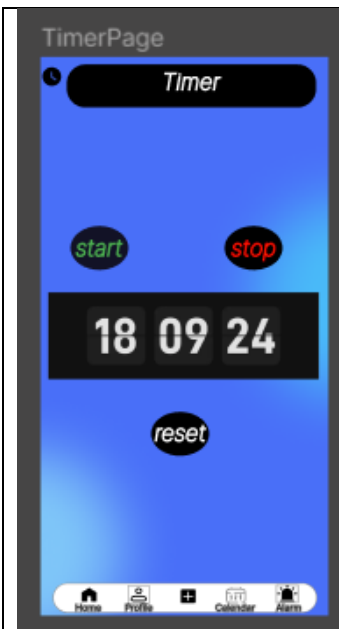 TimerPage
Timer
start stop
18 09 24
reset
Home Profile Calendar Alarm